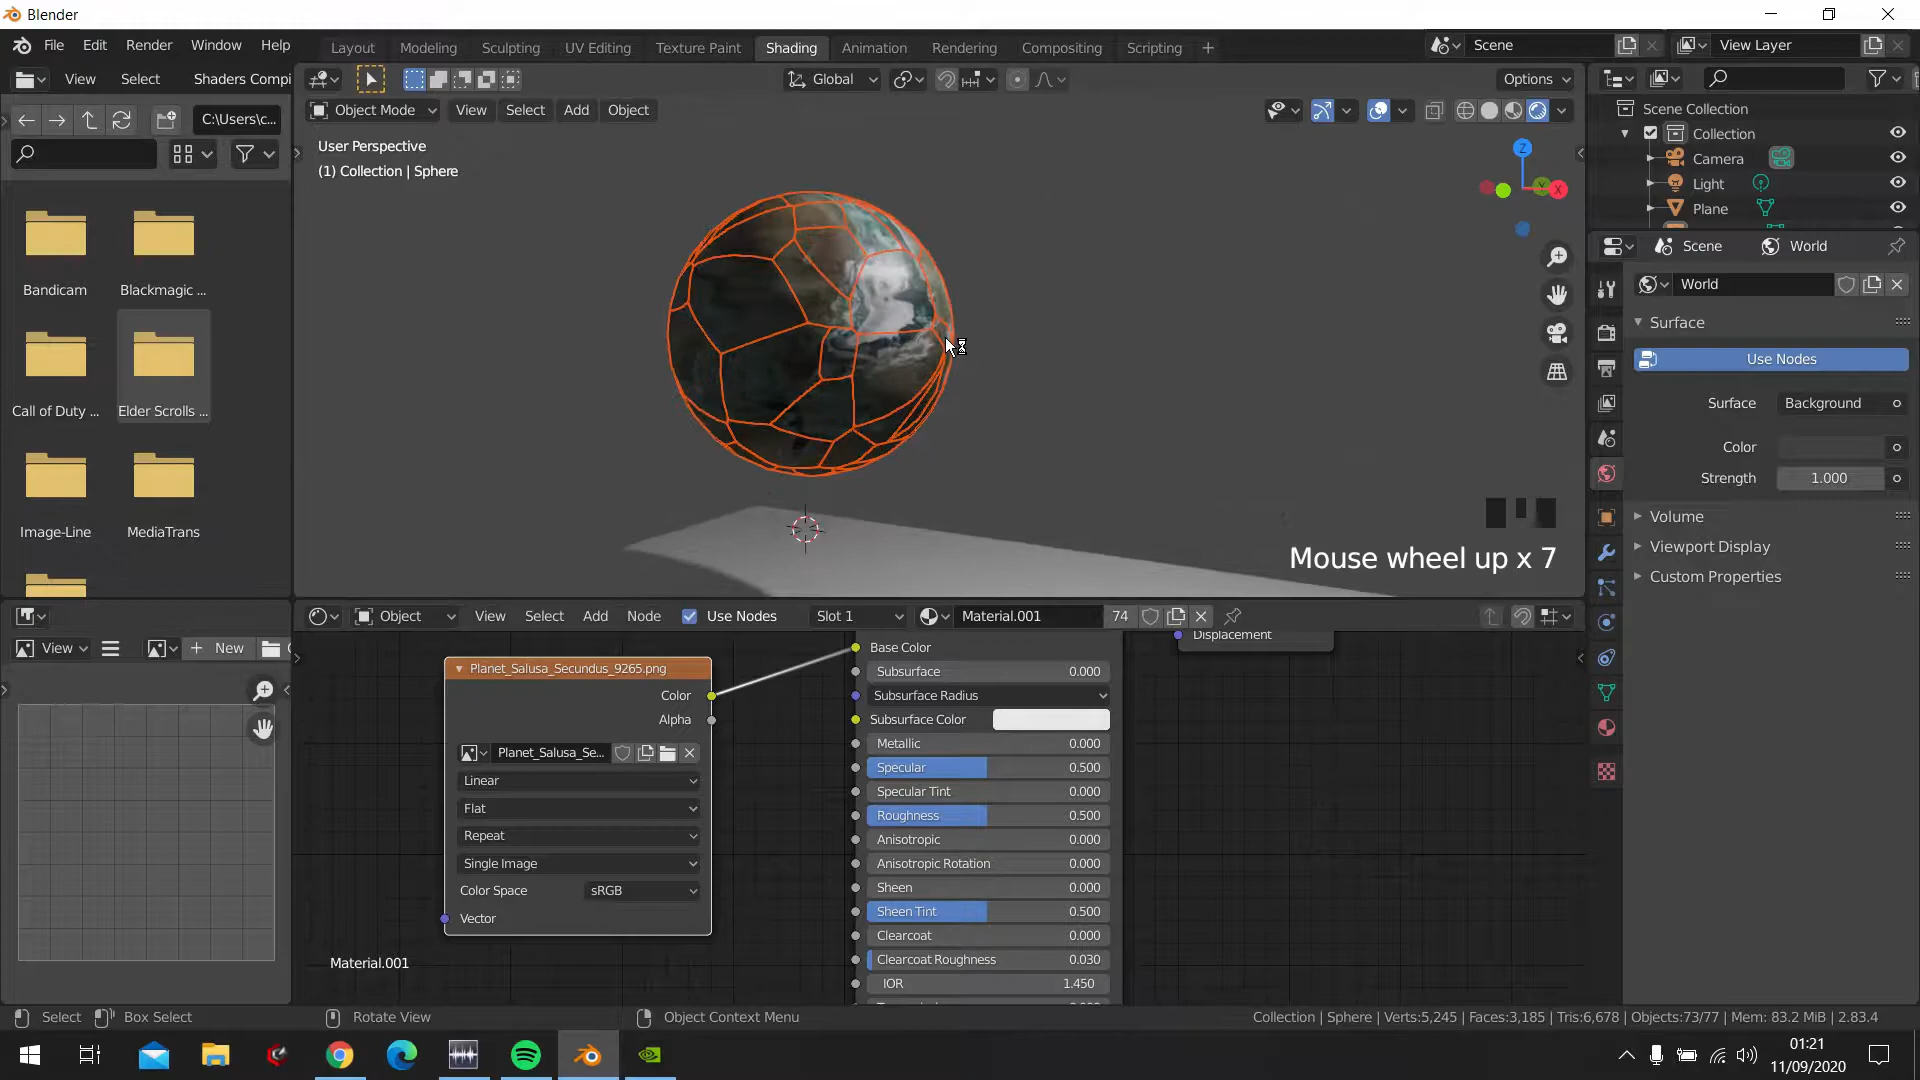 Blender
File Edit Render Window Help
Layout Modeling Sculpting UV Editing Texture Paint Shading Animation Rendering Compositing Scripting +
Scene
View Layer
View Select Shaders Compi
Global
Options
C:\Users\c...
Object Mode View Select Add Object
User Perspective
(1) Collection | Sphere
Z
Y
X
Scene Collection
Collection
Camera
Light
Plane
Scene World
World
Surface
Use Nodes
Surface Background
Color
Strength 1.000
Volume
Viewport Display
Custom Properties
Bandicam Blackmagic ...
Call of Duty ... Elder Scrolls ...
Image-Line MediaTrans
Mouse wheel up x 7
View New
Object View Select Add Node Use Nodes Slot 1 Material.001 74
Planet_Salusa_Secundus_9265.png
Color
Alpha
Planet_Salusa_Se...
Linear
Flat
Repeat
Single Image
Color Space sRGB
Vector
Base Color
Subsurface 0.000
Subsurface Radius
Subsurface Color
Metallic 0.000
Specular 0.500
Specular Tint 0.000
Roughness 0.500
Anisotropic 0.000
Anisotropic Rotation 0.000
Sheen 0.000
Sheen Tint 0.500
Clearcoat 0.000
Clearcoat Roughness 0.030
IOR 1.450
Displacement
Material.001
Select Box Select Rotate View Object Context Menu
Collection | Sphere | Verts:5,245 | Faces:3,185 | Tris:6,678 | Objects:73/77 | Mem: 83.2 MiB | 2.83.4
01:21
11/09/2020